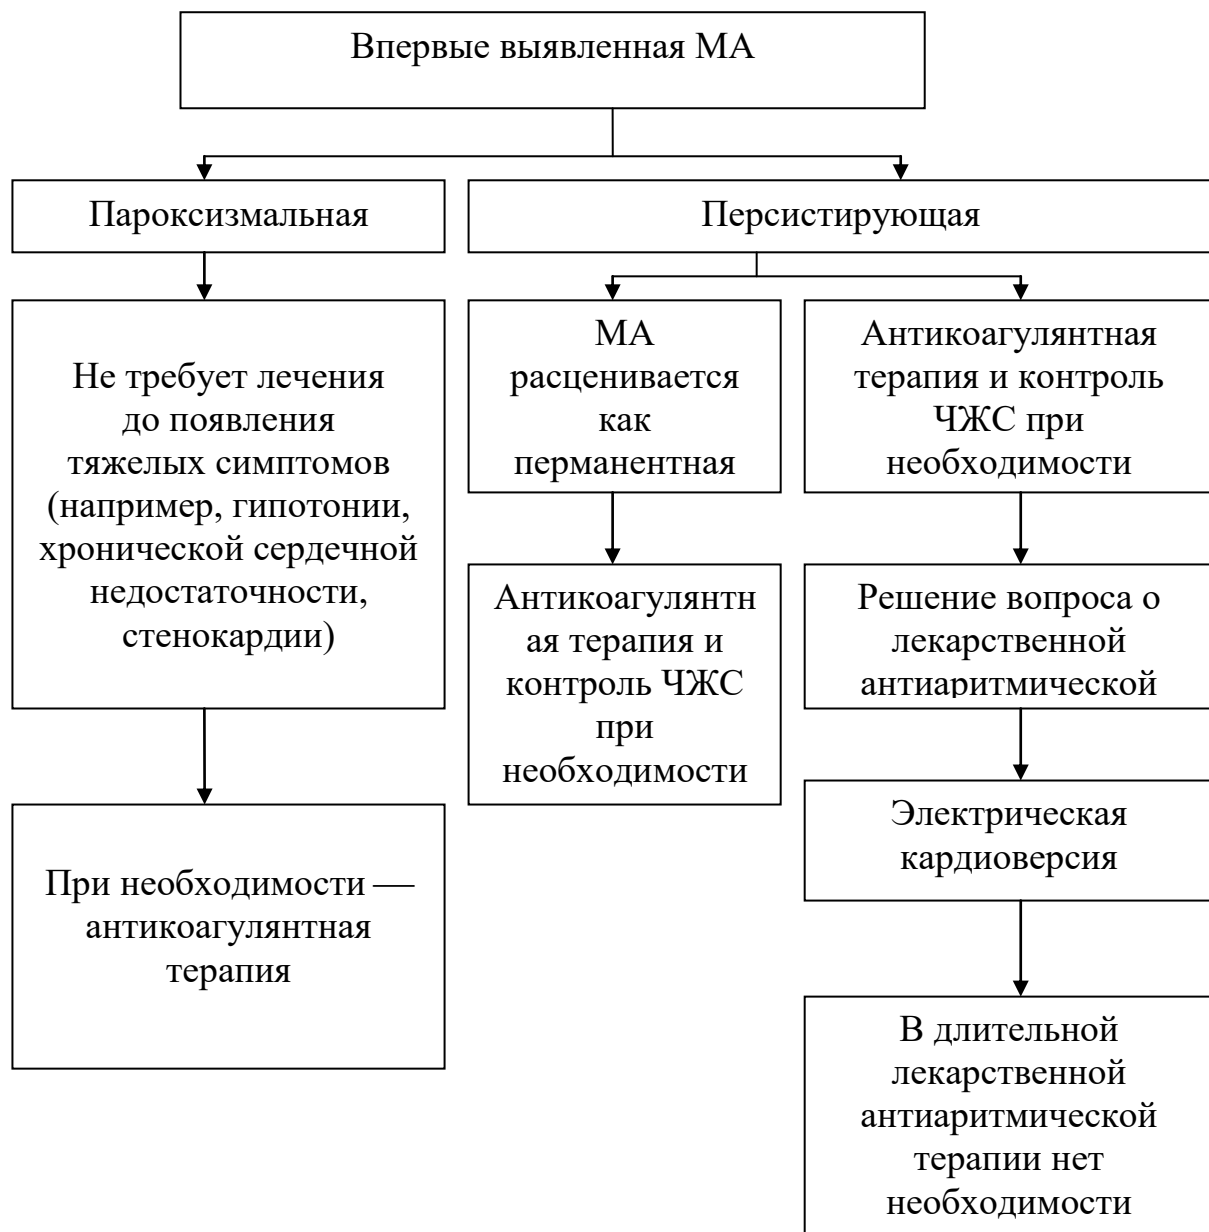 Впервые выявленная МА
Пароксизмальная
Персистирующая
Не требует лечения
до появления
тяжелых симптомов
(например, гипотонии,
хронической сердечной
недостаточности,
стенокардии)
При необходимости —
антикоагулянтная
терапия
МА
расценивается
как
перманентная
Антикоагулянтн
ая терапия и
контроль ЧЖС
при
необходимости
Антикоагулянтная
терапия и контроль
ЧЖС при
необходимости
Решение вопроса о
лекарственной
антиаритмической
Электрическая
кардиоверсия
В длительной
лекарственной
антиаритмической
терапии нет
необходимости